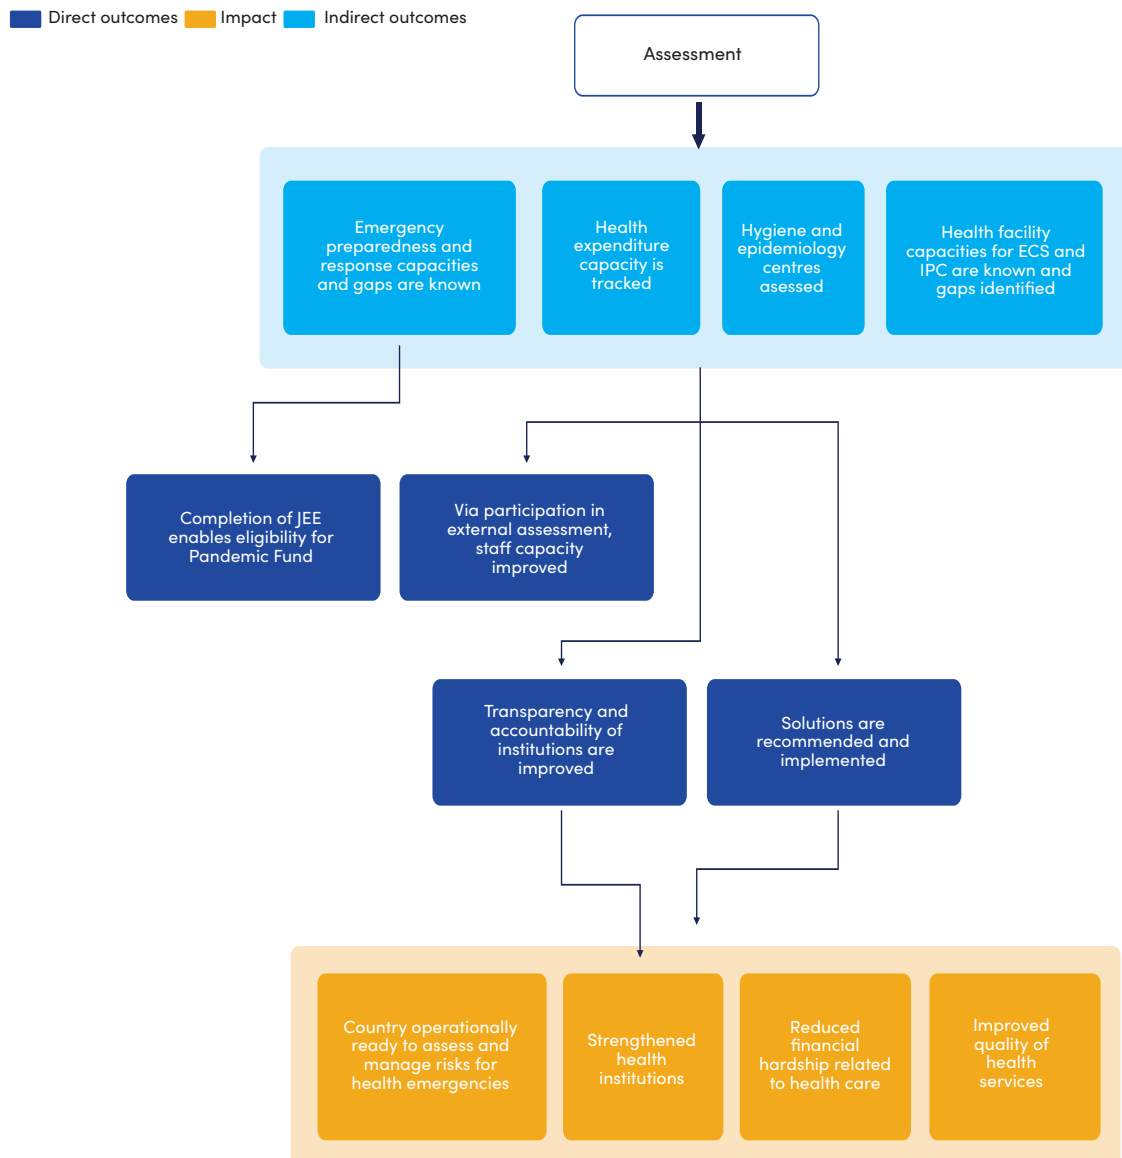 Direct outcomes Impact Indirect outcomes
Assessment
Emergency
preparedness and
response capacities
and gaps are known
Health
expenditure
capacity is
tracked
Hygiene and
epidemiology
centres
asessed
Health facility
capacities for ECS and
IPC are known and
gaps identified
Completion of JEE
enables eligibility for
Pandemic Fund
Via participation in
external assessment,
staff capacity
improved
Transparency and
accountability of
institutions are
improved
Solutions are
recommended and
implemented
Country operationally
ready to assess and
manage risks for
health emergencies
Strengthened
health
institutions
Reduced
financial
hardship related
to health care
Improved
quality of
health
services